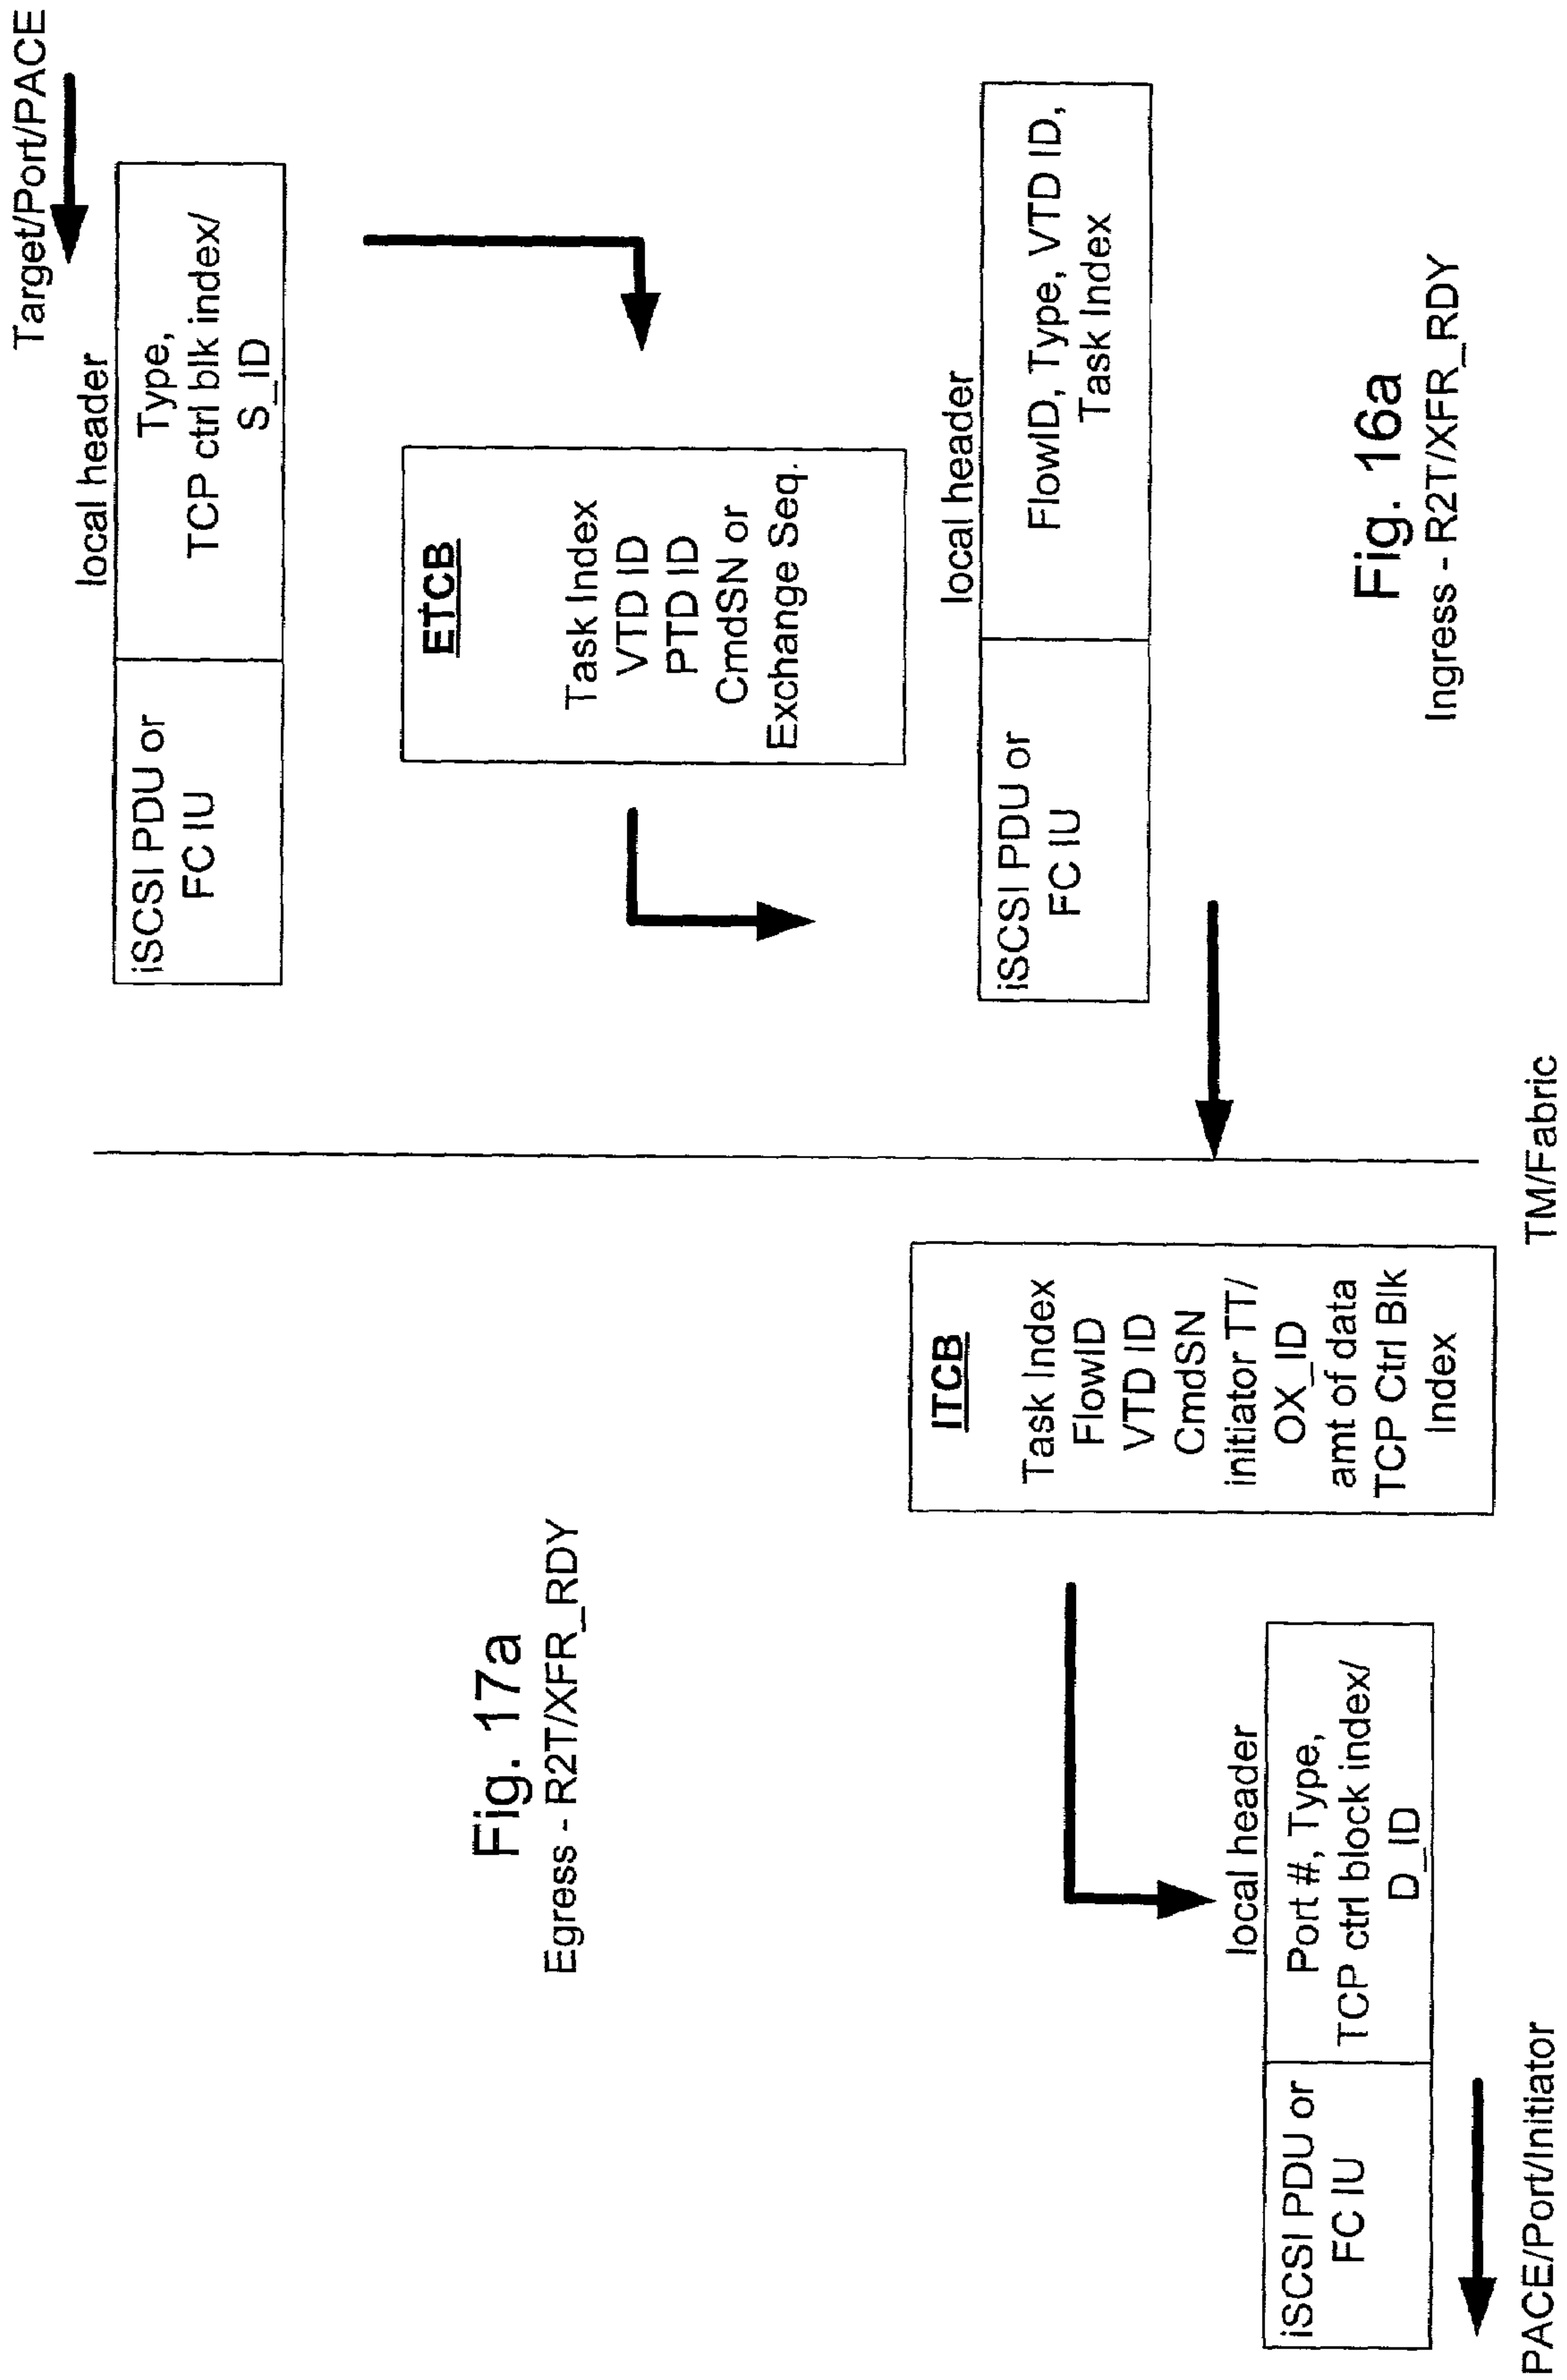 Target/Port/PACE
local header
iSCSI PDU or
FC IU
Type,
TCP ctrl blk index/
S_ID
ETCB
Task Index
VTD ID
PTD ID
CmdSN or
Exchange Seq.
local header
iSCSI PDU or
FC IU
FlowID, Type, VTD ID,
Task Index
Fig. 16a
Ingress - R2T/XFR_RDY
TM/Fabric
Fig. 17a
Egress - R2T/XFR_RDY
ITCB
Task Index
FlowID
VTD ID
CmdSN
initiator TT/
OX_ID
amt of data
TCP Ctrl Blk
Index
local header
iSCSI PDU or
FC IU
Port #, Type,
TCP ctrl block index/
D_ID
PACE/Port/Initiator